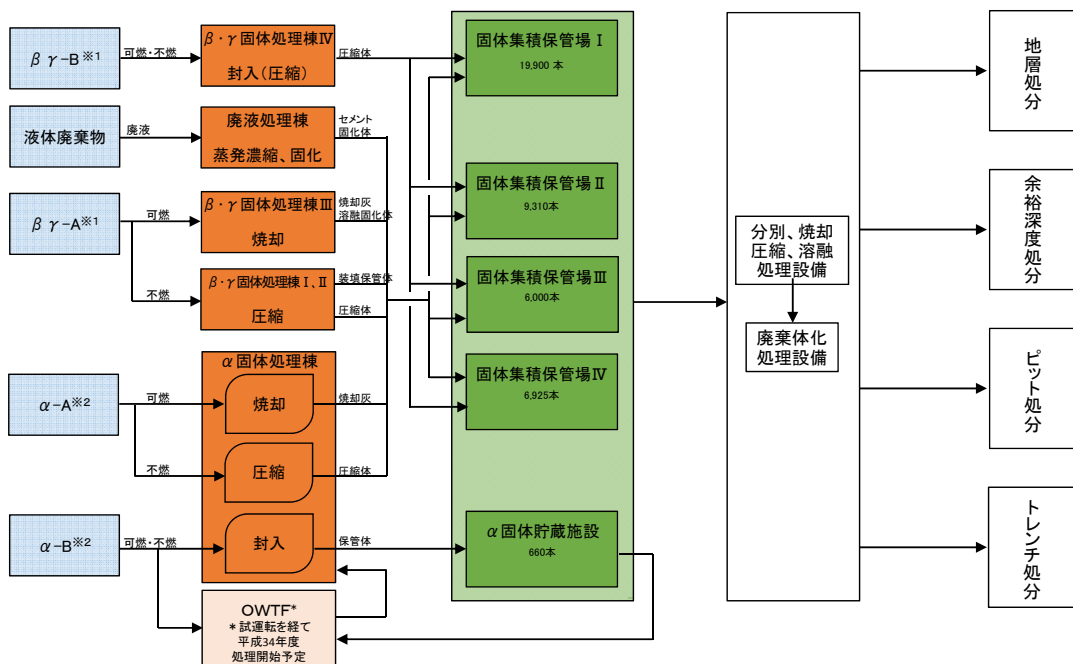 βγ-B※1
可燃・不燃
β・γ固体処理棟Ⅳ
封入(圧縮)
圧縮体
液体廃棄物
廃液
廃液処理棟
蒸発濃縮、固化
セメント
固化体
βγ-A※1
可燃
β・γ固体処理棟Ⅲ
焼却
焼却灰
溶融固化体
不燃
β・γ固体処理棟Ⅰ、Ⅱ
圧縮
装填保管体
圧縮体
α固体処理棟
α-A※2
可燃
焼却
焼却灰
不燃
圧縮
圧縮体
α-B※2
可燃・不燃
封入
保管体
OWTF*
*試運転を経て
平成34年度
処理開始予定
固体集積保管場Ⅰ
19,900 本
固体集積保管場Ⅱ
9,310本
固体集積保管場Ⅲ
6,000本
固体集積保管場Ⅳ
6,925本
α固体貯蔵施設
660本
分別、焼却
圧縮、溶融
処理設備
廃棄体化
処理設備
地層処分
余裕深度処分
ピット処分
トレンチ処分